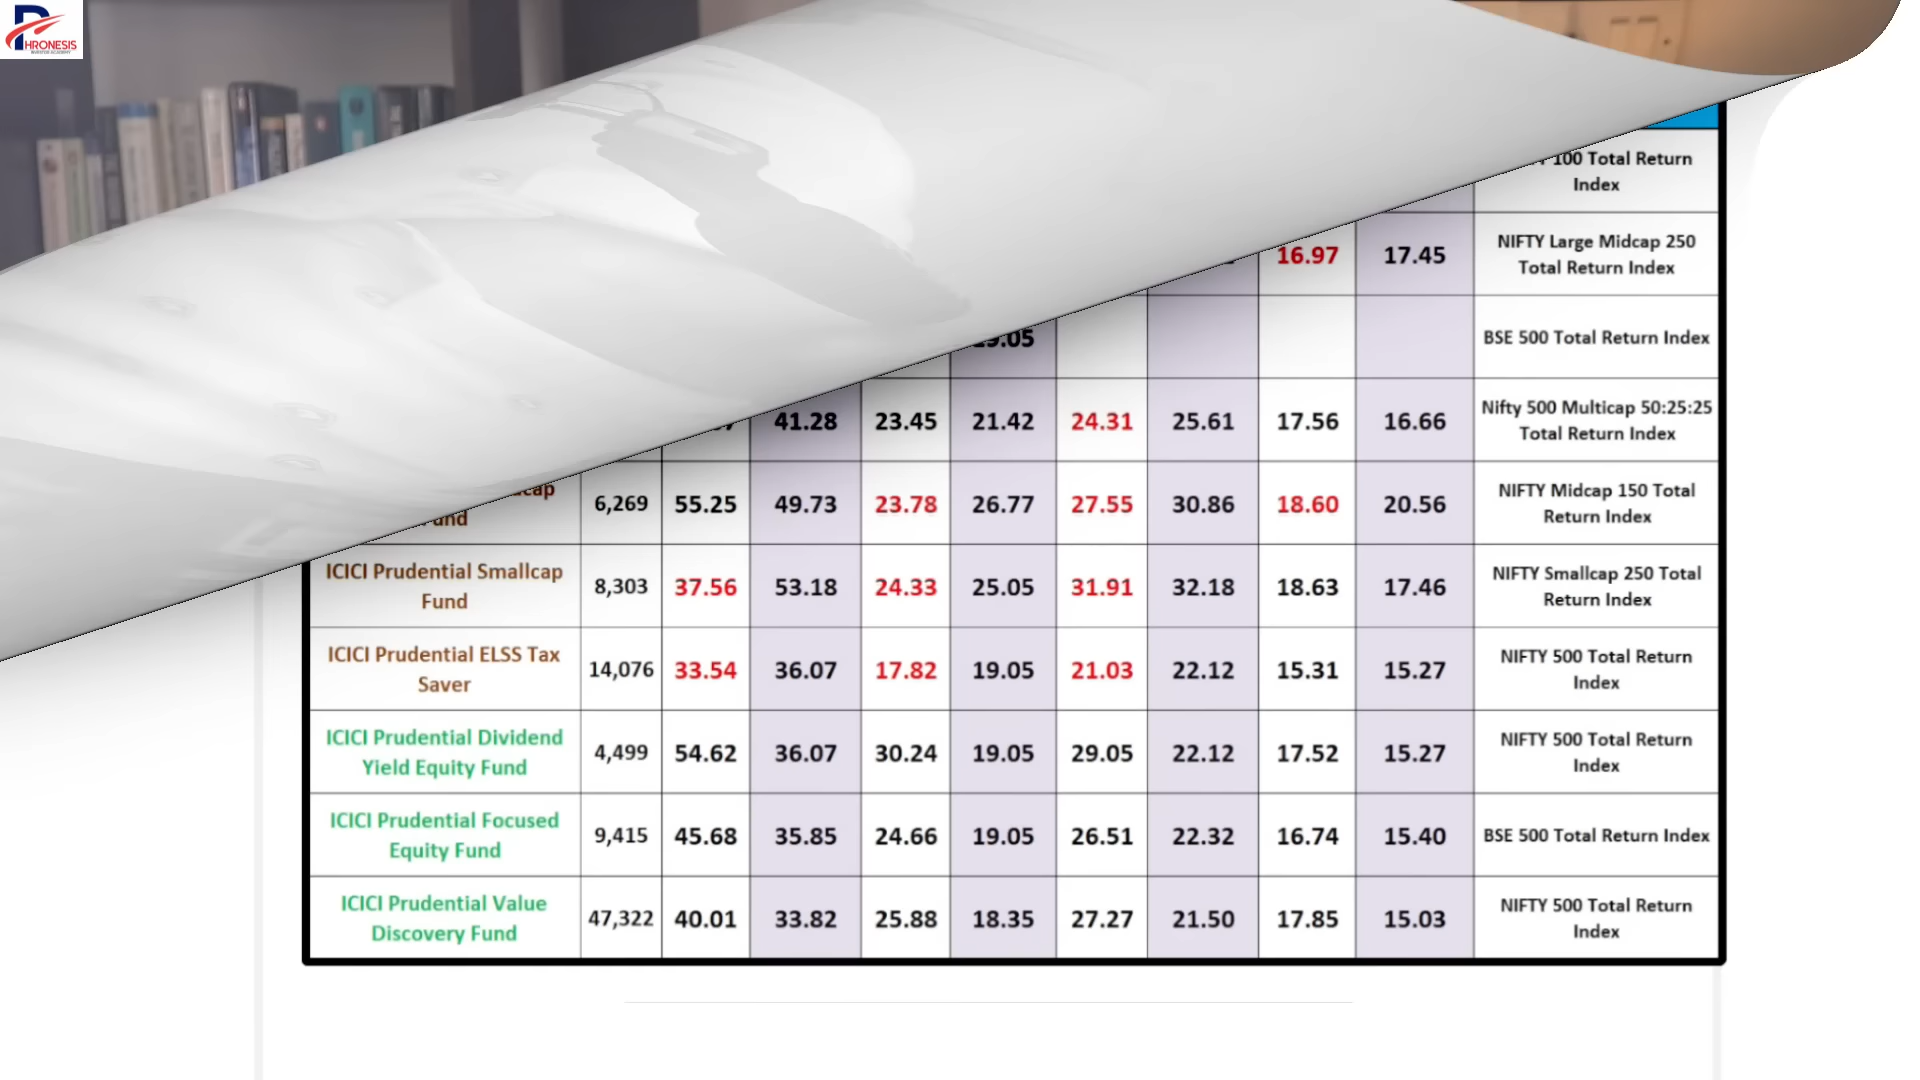 PHRONESIS
INVESTOR ACADEMY
100 Total Return
Index
16.97 17.45 NIFTY Large Midcap 250
Total Return Index
BSE 500 Total Return Index
41.28 23.45 21.42 24.31 25.61 17.56 16.66 Nifty 500 Multicap 50:25:25
Total Return Index
6,269 55.25 49.73 23.78 26.77 27.55 30.86 18.60 20.56 NIFTY Midcap 150 Total
Return Index
ICICI Prudential Smallcap
Fund 8,303 37.56 53.18 24.33 25.05 31.91 32.18 18.63 17.46 NIFTY Smallcap 250 Total
Return Index
ICICI Prudential ELSS Tax
Saver 14,076 33.54 36.07 17.82 19.05 21.03 22.12 15.31 15.27 NIFTY 500 Total Return
Index
ICICI Prudential Dividend
Yield Equity Fund 4,499 54.62 36.07 30.24 19.05 29.05 22.12 17.52 15.27 NIFTY 500 Total Return
Index
ICICI Prudential Focused
Equity Fund 9,415 45.68 35.85 24.66 19.05 26.51 22.32 16.74 15.40 BSE 500 Total Return Index
ICICI Prudential Value
Discovery Fund 47,322 40.01 33.82 25.88 18.35 27.27 21.50 17.85 15.03 NIFTY 500 Total Return
Index